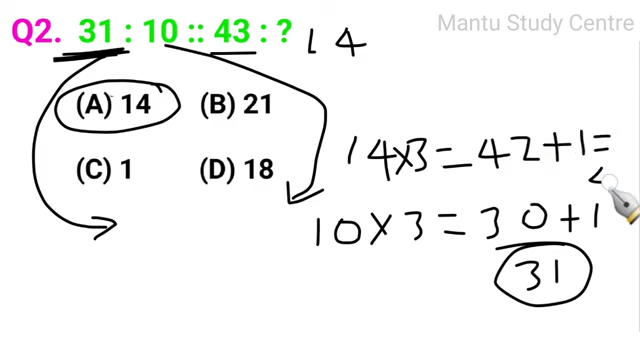 Mantu Study Centre
Q2. 31 : 10 :: 43 : ? 14
(A) 14 (B) 21
(C) 1 (D) 18
14×3=42+1=
10×3=30+1
31